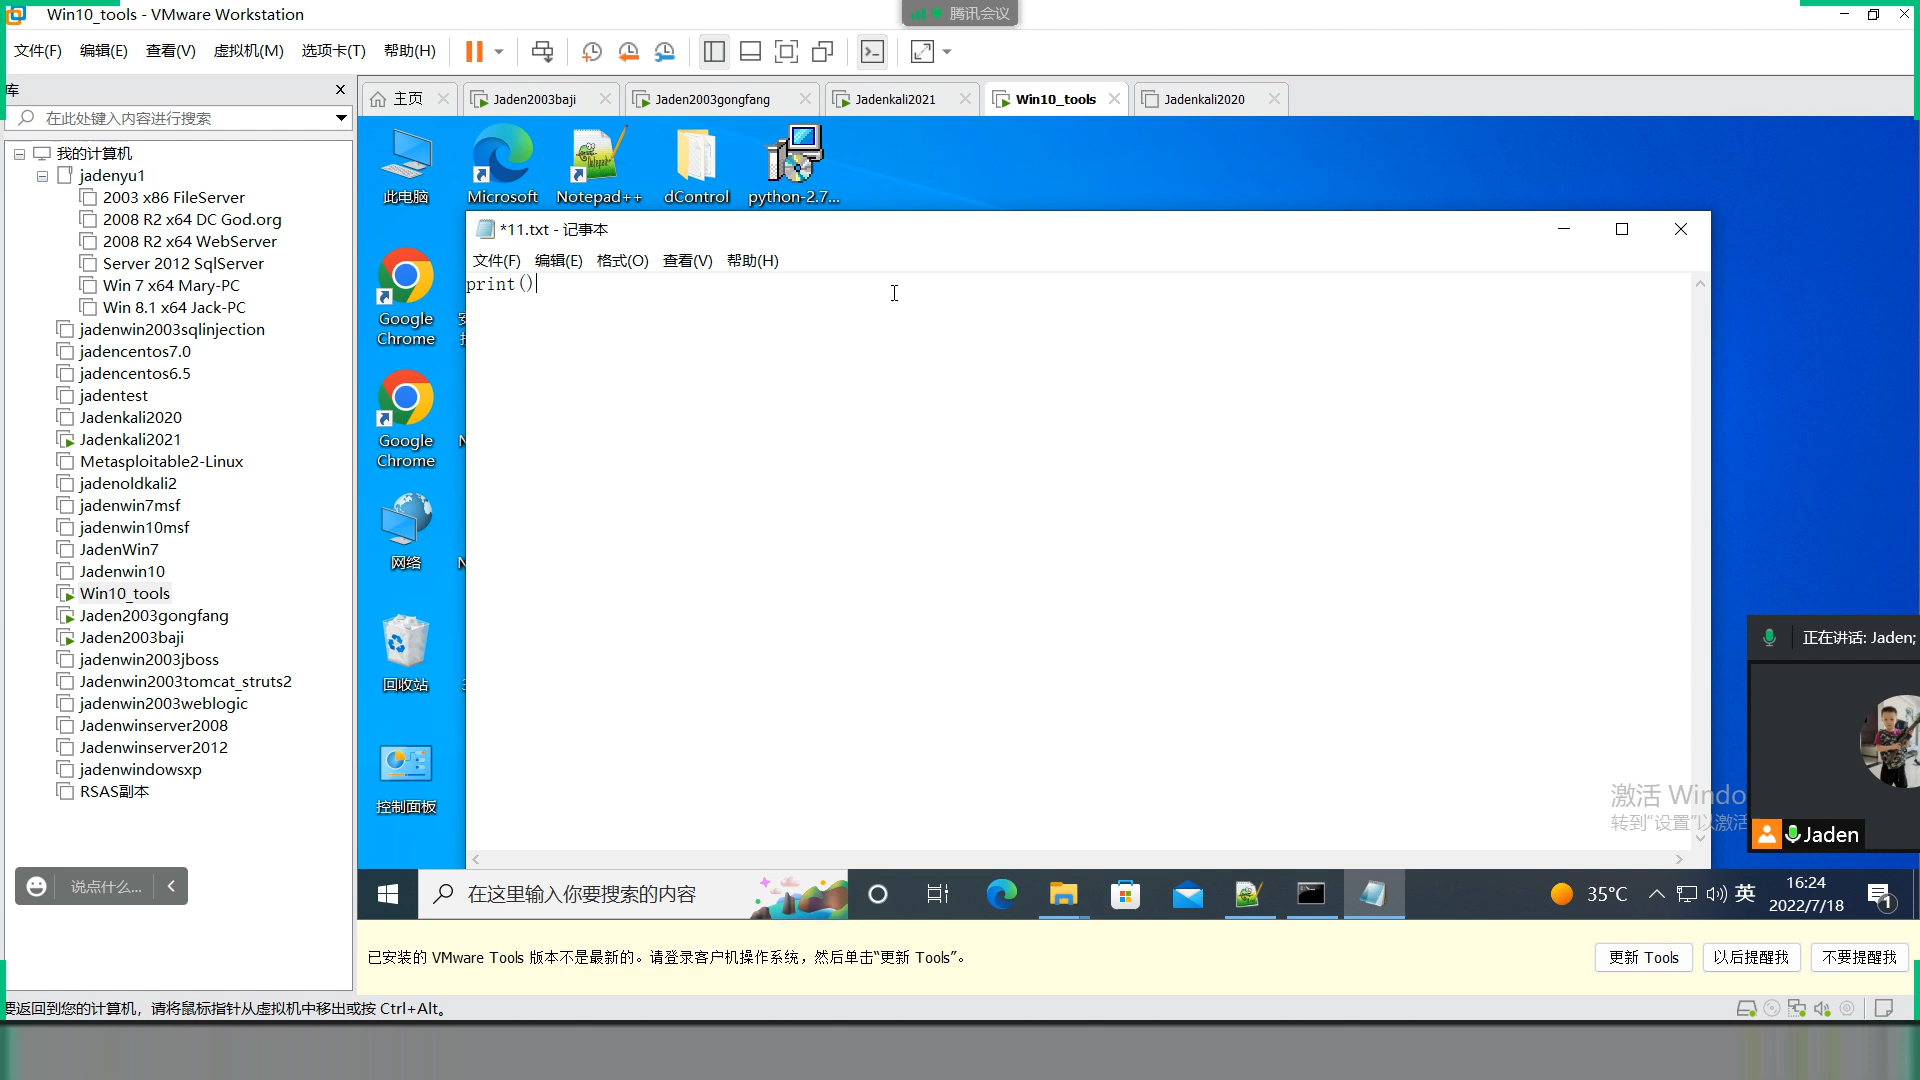 Win10_tools - VMware Workstation
腾讯会议
文件(F) 编辑(E) 查看(V) 虚拟机(M) 选项卡(T) 帮助(H)
库
在此处键入内容进行搜索
我的计算机
jadenyu1
2003 x86 FileServer
2008 R2 x64 DC God.org
2008 R2 x64 WebServer
Server 2012 SqlServer
Win 7 x64 Mary-PC
Win 8.1 x64 Jack-PC
jadenwin2003sqlinjection
jadencentos7.0
jadencentos6.5
jadentest
Jadenkali2020
Jadenkali2021
Metasploitable2-Linux
jadenoldkali2
jadenwin7msf
jadenwin10msf
JadenWin7
Jadenwin10
Win10_tools
Jaden2003gongfang
Jaden2003baji
jadenwin2003jboss
Jadenwin2003tomcat_struts2
jadenwin2003weblogic
Jadenwinserver2008
Jadenwinserver2012
jadenwindowsxp
RSAS副本
说点什么...
主页 Jaden2003baji Jaden2003gongfang Jadenkali2021 Win10_tools Jadenkali2020
此电脑 Microsoft Notepad++ dControl python-2.7...
Google
Chrome
Google
Chrome
网络
回收站
控制面板
*11.txt - 记事本
文件(F) 编辑(E) 格式(O) 查看(V) 帮助(H)
print()
激活 Windo
转到"设置"以激活
正在讲话: Jaden;
Jaden
在这里输入你要搜索的内容
35°C 英 16:24
2022/7/18
1
已安装的 VMware Tools 版本不是最新的。请登录客户机操作系统，然后单击“更新 Tools”。
更新 Tools 以后提醒我 不要提醒我
要返回到您的计算机，请将鼠标指针从虚拟机中移出或按 Ctrl+Alt。